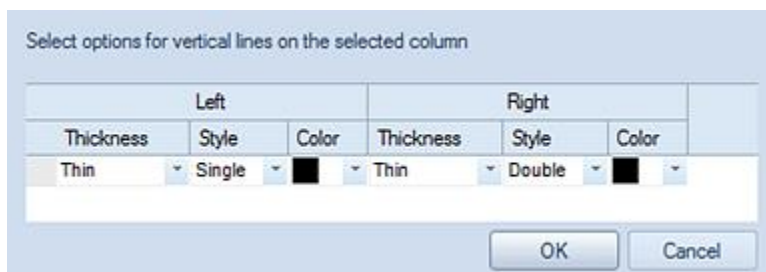 Select options for vertical lines on the selected column
Left Right
Thickness Style Color Thickness Style Color
Thin Single Thin Double
OK Cancel